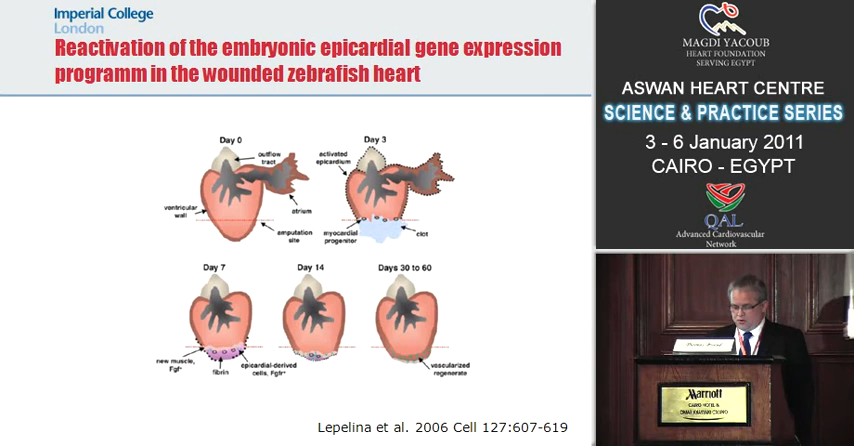 Imperial College
London
Reactivation of the embryonic epicardial gene expression
programm in the wounded zebrafish heart
Day 0
outflow
tract
ventricular
wall
atrium
amputation
site
Day 3
activated
epicardium
myocardial
progenitor
clot
Day 7
new muscle,
Fgf+
fibrin
epicardial-derived
cells, Fgfr+
Day 14
Days 30 to 60
vascularized
regenerate
Lepelina et al. 2006 Cell 127:607-619
MAGDI YACOUB
HEART FOUNDATION
SERVING EGYPT
ASWAN HEART CENTRE
SCIENCE & PRACTICE SERIES
3 - 6 January 2011
CAIRO - EGYPT
QAL
Advanced Cardiovascular
Network
Marriott
CAIRO HOTEL &